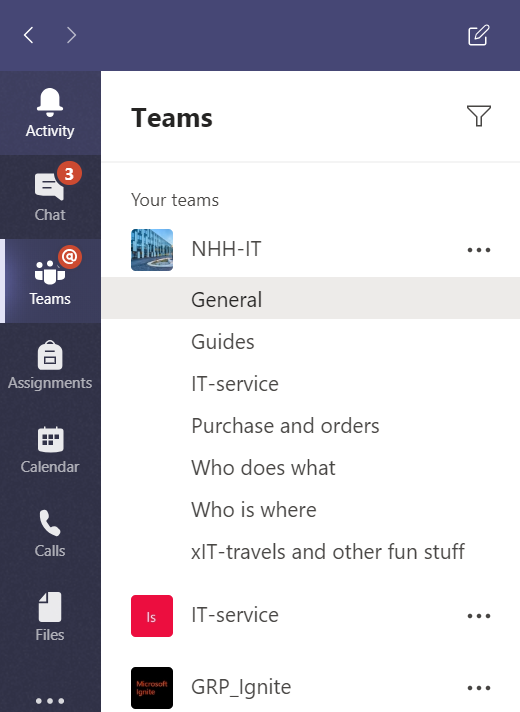 Activity
3
Chat
@
Teams
Assignments
Calendar
Calls
Files
Teams
Your teams
NHH-IT
General
Guides
IT-service
Purchase and orders
Who does what
Who is where
xIT-travels and other fun stuff
Is
IT-service
Microsoft
Ignite
GRP_Ignite